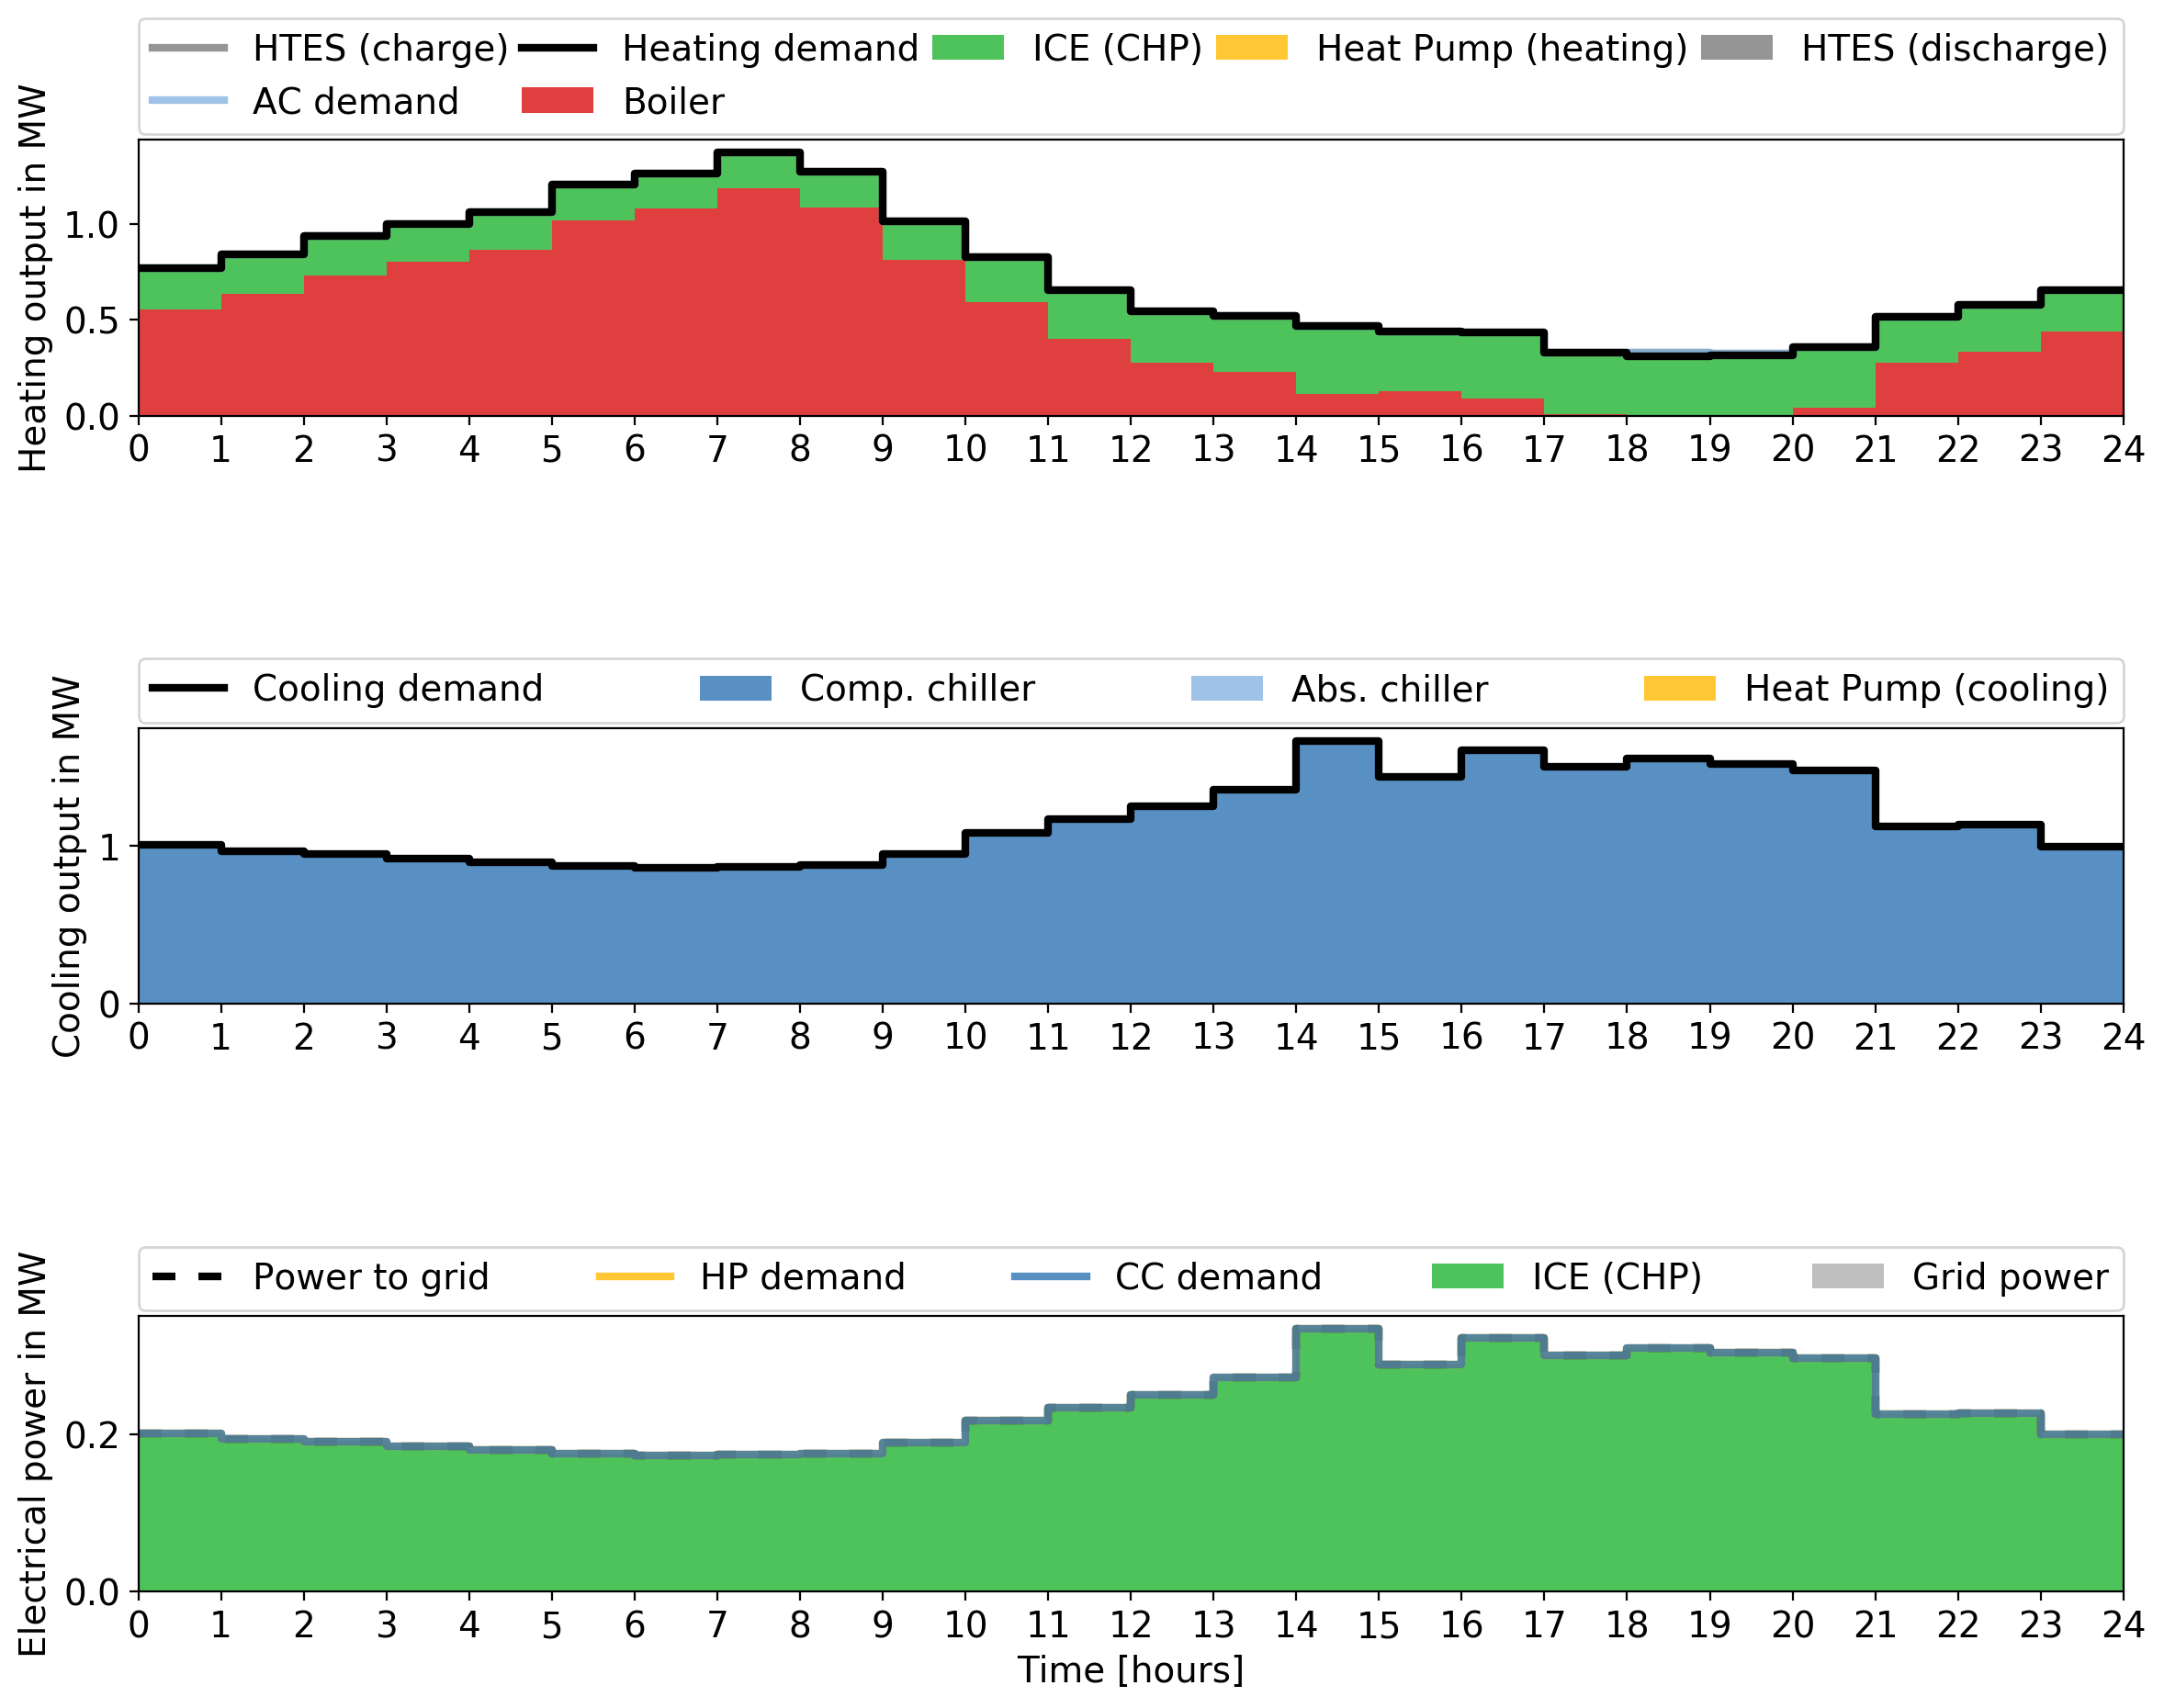 HTES (charge) Heating demand ICE (CHP) Heat Pump (heating) HTES (discharge)
AC demand Boiler
Heating output in MW
1.0
0.5
0.0
0 1 2 3 4 5 6 7 8 9 10 11 12 13 14 15 16 17 18 19 20 21 22 23 24
Cooling demand Comp. chiller Abs. chiller Heat Pump (cooling)
Cooling output in MW
1
0
0 1 2 3 4 5 6 7 8 9 10 11 12 13 14 15 16 17 18 19 20 21 22 23 24
Power to grid HP demand CC demand ICE (CHP) Grid power
Electrical power in MW
0.2
0.0
0 1 2 3 4 5 6 7 8 9 10 11 12 13 14 15 16 17 18 19 20 21 22 23 24
Time [hours]